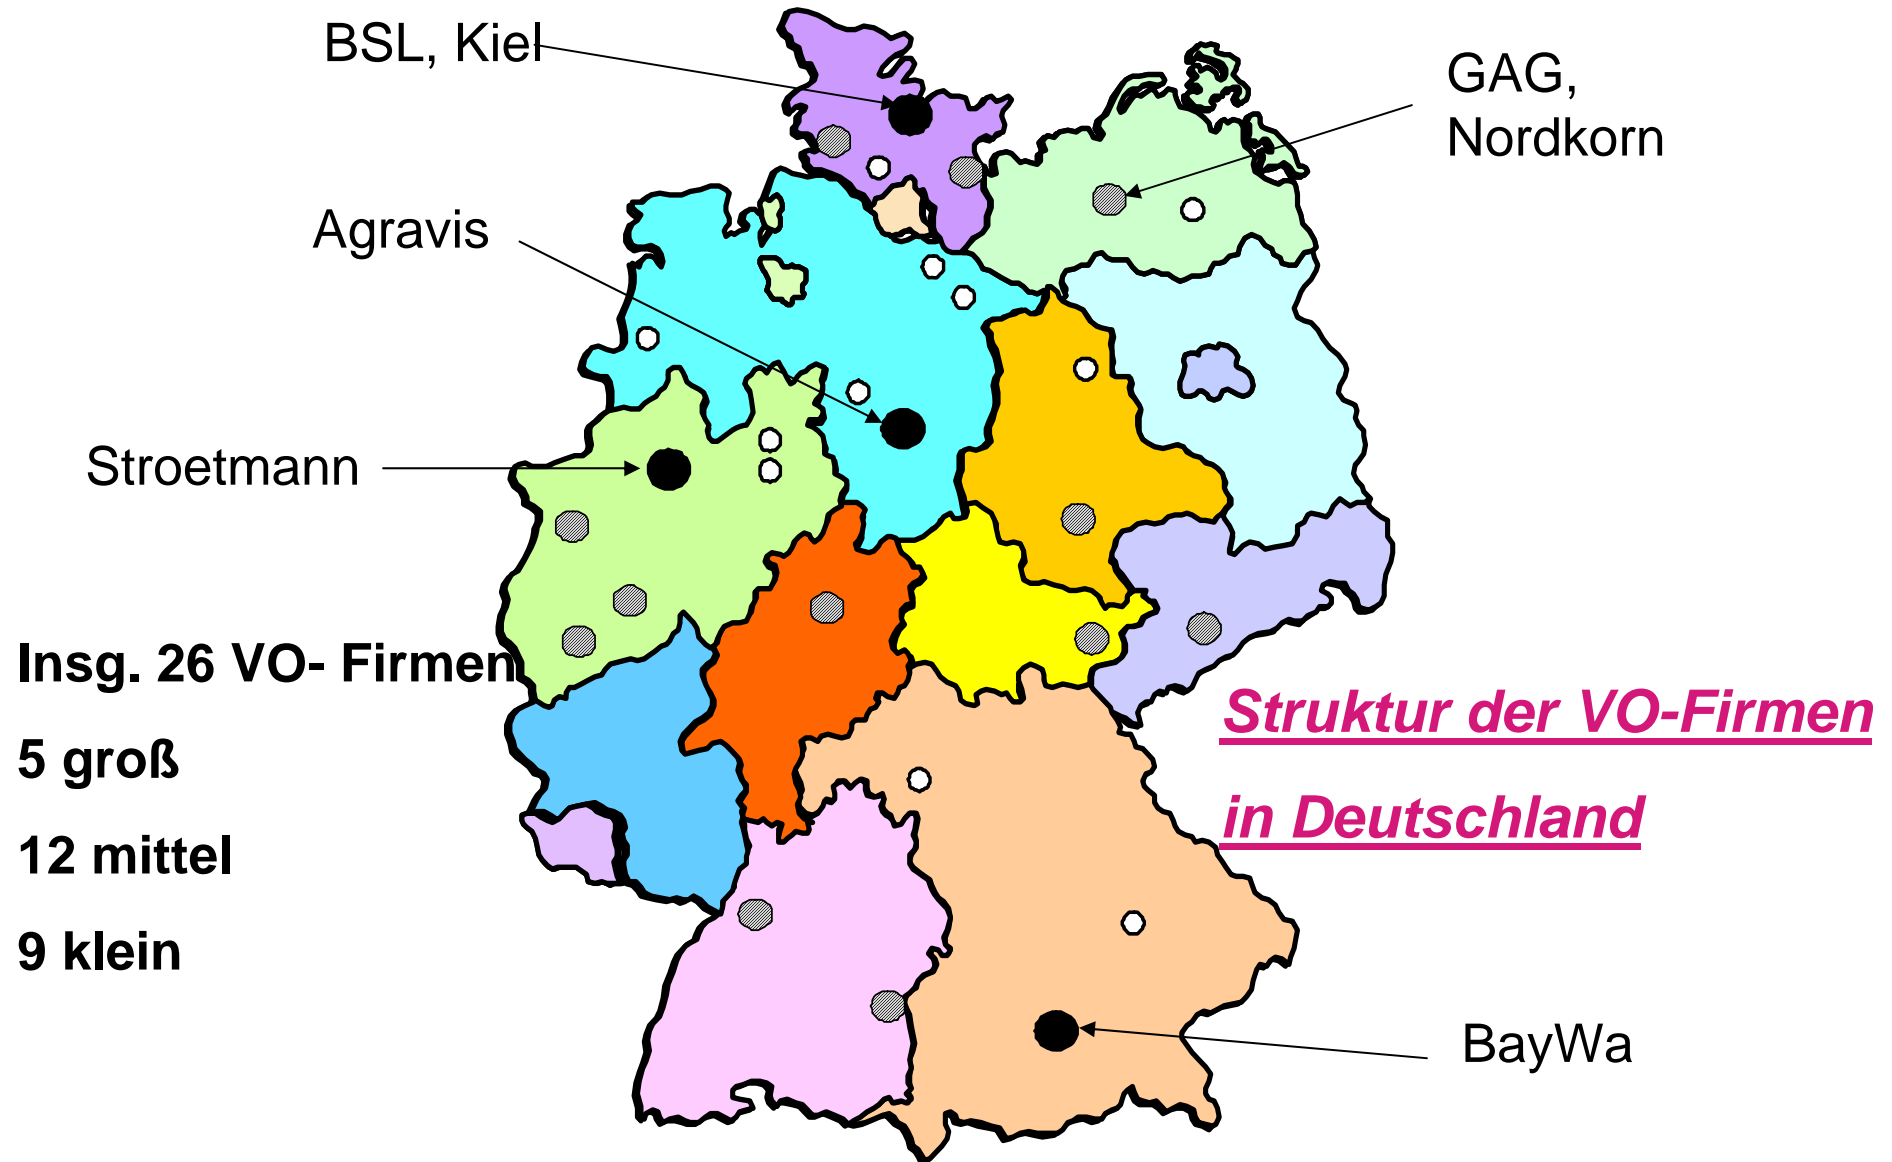 BSL, Kiel
GAG,
Nordkorn
Agravis
Stroetmann
Insg. 26 VO- Firmen
5 groß
12 mittel
9 klein
Struktur der VO-Firmen
in Deutschland
BayWa